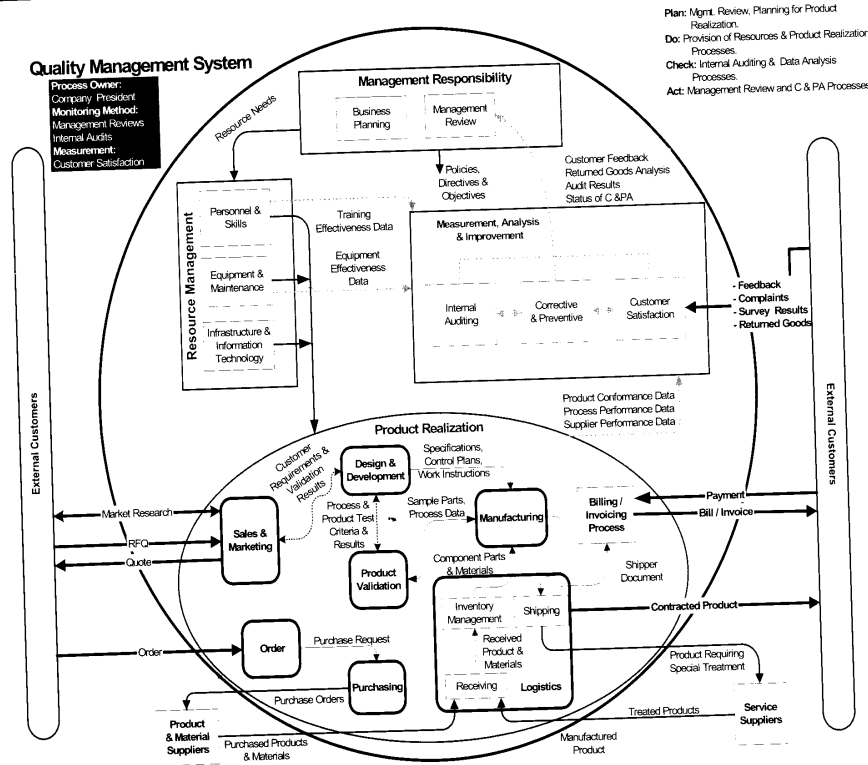 Plan: Mgmt. Review, Planning for Product
Realization.
Do: Provision of Resources & Product Realization
Processes.
Check: Internal Auditing & Data Analysis
Processes.
Act: Management Review and C & PA Processes
Quality Management System
Process Owner:
Company President
Monitoring Method:
Management Reviews
Internal Audits
Measurement:
Customer Satisfaction
Management Responsibility
Business
Planning
Management
Review
Resource Needs
Policies,
Directives &
Objectives
Customer Feedback
Returned Goods Analysis
Audit Results
Status of C &PA
Resource Management
Personnel &
Skills
Equipment &
Maintenance
Infrastructure &
Information
Technology
Training
Effectiveness Data
Equipment
Effectiveness
Data
Measurement, Analysis
& Improvement
Internal
Auditing
Corrective
& Preventive
Customer
Satisfaction
- Feedback
- Complaints
- Survey Results
- Returned Goods
External Customers
External Customers
Product Conformance Data
Process Performance Data
Supplier Performance Data
Product Realization
Customer
Requirements &
Validation
Results
Design &
Development
Specifications,
Control Plans,
Work Instructions
Market Research
RFQ
Quote
Sales &
Marketing
Process &
Product Test
Criteria &
Results
Sample Parts,
Process Data
Manufacturing
Billing /
Invoicing
Process
Payment
Bill / Invoice
Product
Validation
Component Parts
& Materials
Shipper
Document
Inventory
Management
Shipping
Contracted Product
Received
Product &
Materials
Receiving
Logistics
Order
Order
Purchase Request
Purchasing
Purchase Orders
Product Requiring
Special Treatment
Product
& Material
Suppliers
Purchased Products
& Materials
Treated Products
Manufactured
Product
Service
Suppliers